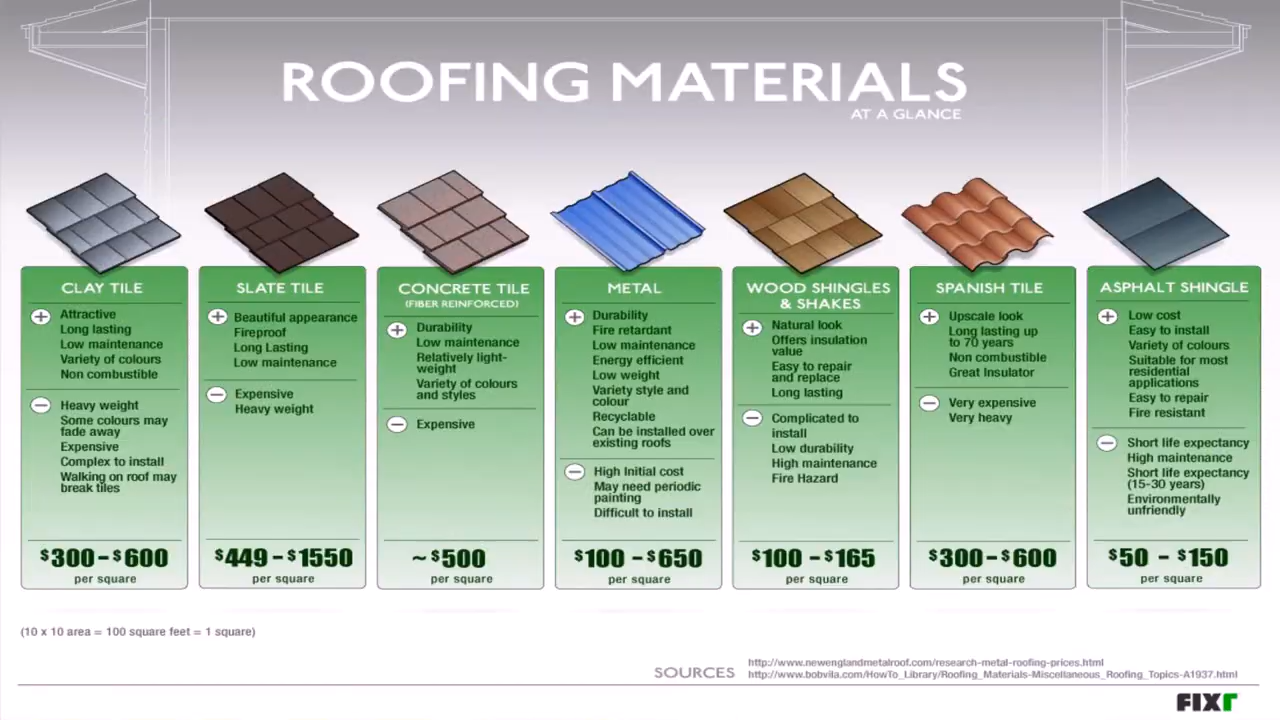 ROOFING MATERIALS
AT A GLANCE
CLAY TILE
+ Attractive
Long lasting
Low maintenance
Variety of colours
Non combustible
− Heavy weight
Some colours may
fade away
Expensive
Complex to install
Walking on roof may
break tiles
$300 – $600
per square
SLATE TILE
+ Beautiful appearance
Fireproof
Long Lasting
Low maintenance
− Expensive
Heavy weight
$449 – $1550
per square
CONCRETE TILE
(FIBER REINFORCED)
+ Durability
Low maintenance
Relatively light-
weight
Variety of colours
and styles
− Expensive
~ $500
per square
METAL
+ Durability
Fire retardant
Low maintenance
Energy efficient
Low weight
Variety style and
colour
Recyclable
Can be installed over
existing roofs
− High Initial cost
May need periodic
painting
Difficult to install
$100 – $650
per square
WOOD SHINGLES
& SHAKES
+ Natural look
Offers insulation
value
Easy to repair
and replace
Long lasting
− Complicated to
install
Low durability
High maintenance
Fire Hazard
$100 – $165
per square
SPANISH TILE
+ Upscale look
Long lasting up
to 70 years
Non combustible
Great Insulator
− Very expensive
Very heavy
$300 – $600
per square
ASPHALT SHINGLE
+ Low cost
Easy to install
Variety of colours
Suitable for most
residential
applications
Easy to repair
Fire resistant
− Short life expectancy
High maintenance
Short life expectancy
(15-30 years)
Environmentally
unfriendly
$50 – $150
per square
(10 x 10 area = 100 square feet = 1 square)
SOURCES
http://www.newenglandmetalroof.com/research-metal-roofing-prices.html
http://www.bobvila.com/HowTo_Library/Roofing_Materials-Miscellaneous_Roofing_Topics-A1937.html
FIXr